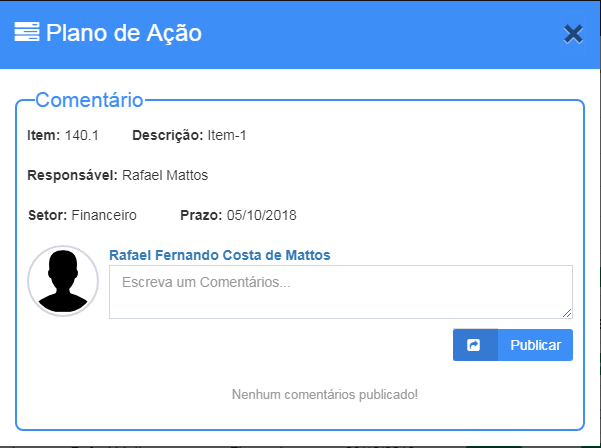 Plano de Ação
Comentário
Item: 140.1 Descrição: Item-1
Responsável: Rafael Mattos
Setor: Financeiro Prazo: 05/10/2018
Rafael Fernando Costa de Mattos
Escreva um Comentários...
Publicar
Nenhum comentários publicado!